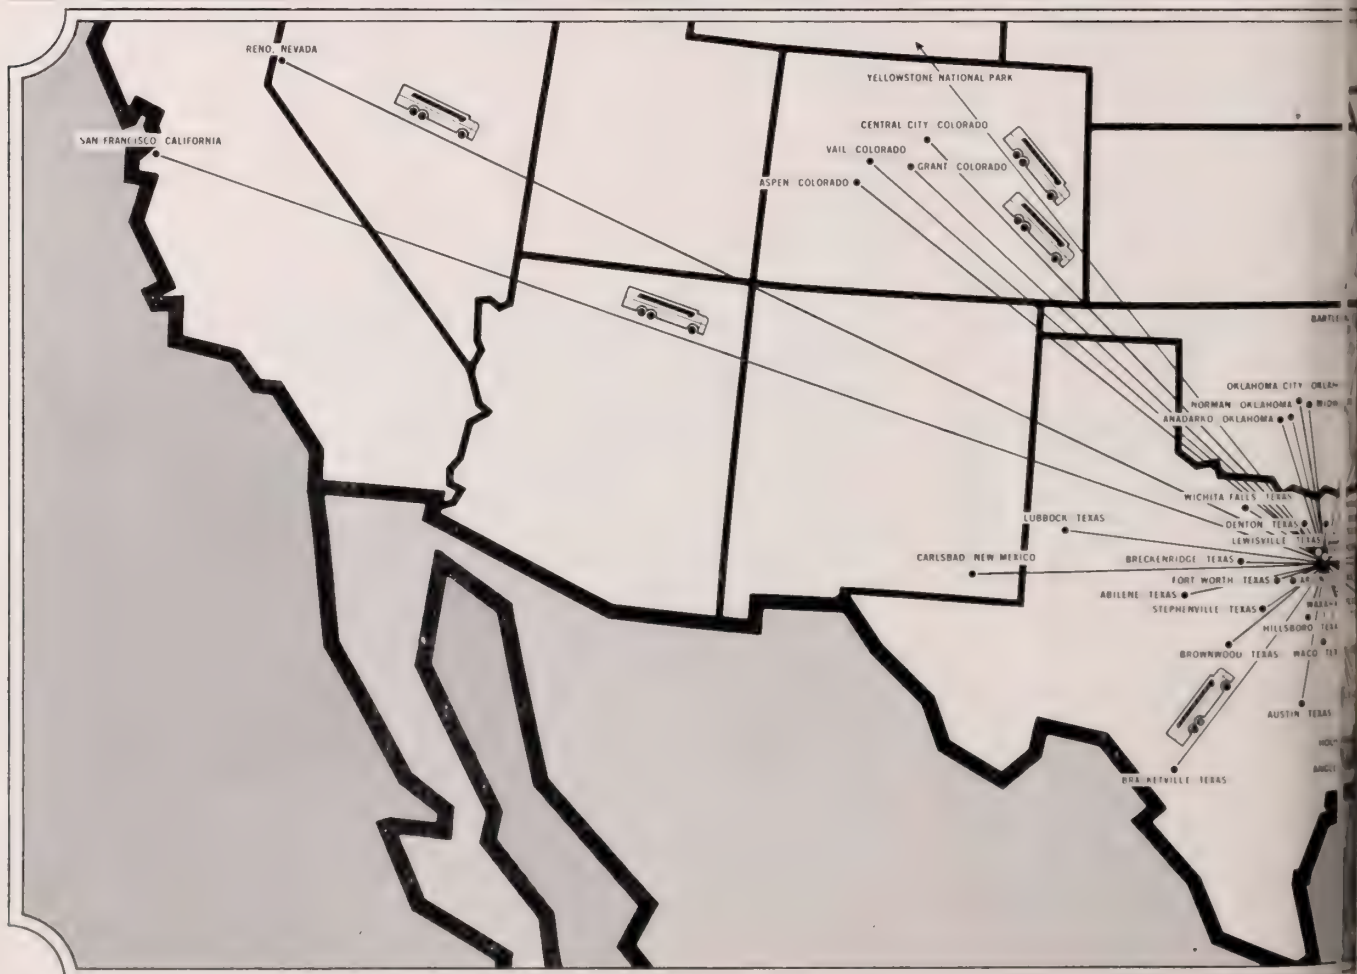 RENO, NEVADA
YELLOWSTONE NATIONAL PARK
CENTRAL CITY COLORADO
SAN FRANCISCO CALIFORNIA
VAIL COLORADO
GRANT COLORADO
ASPEN COLORADO
OKLAHOMA CITY
NORMAN OKLAHOMA
ANADARKO OKLAHOMA
WICHITA FALLS TEXAS
LUBBOCK TEXAS
DENTON TEXAS
LEWISVILLE TEXAS
CARLSBAD NEW MEXICO
BRECKENRIDGE TEXAS
FORT WORTH TEXAS
ABILENE TEXAS
STEPHENVILLE TEXAS
HILLSBORO
BROWNWOOD TEXAS
WACO
AUSTIN TEXAS
BRACKETVILLE TEXAS